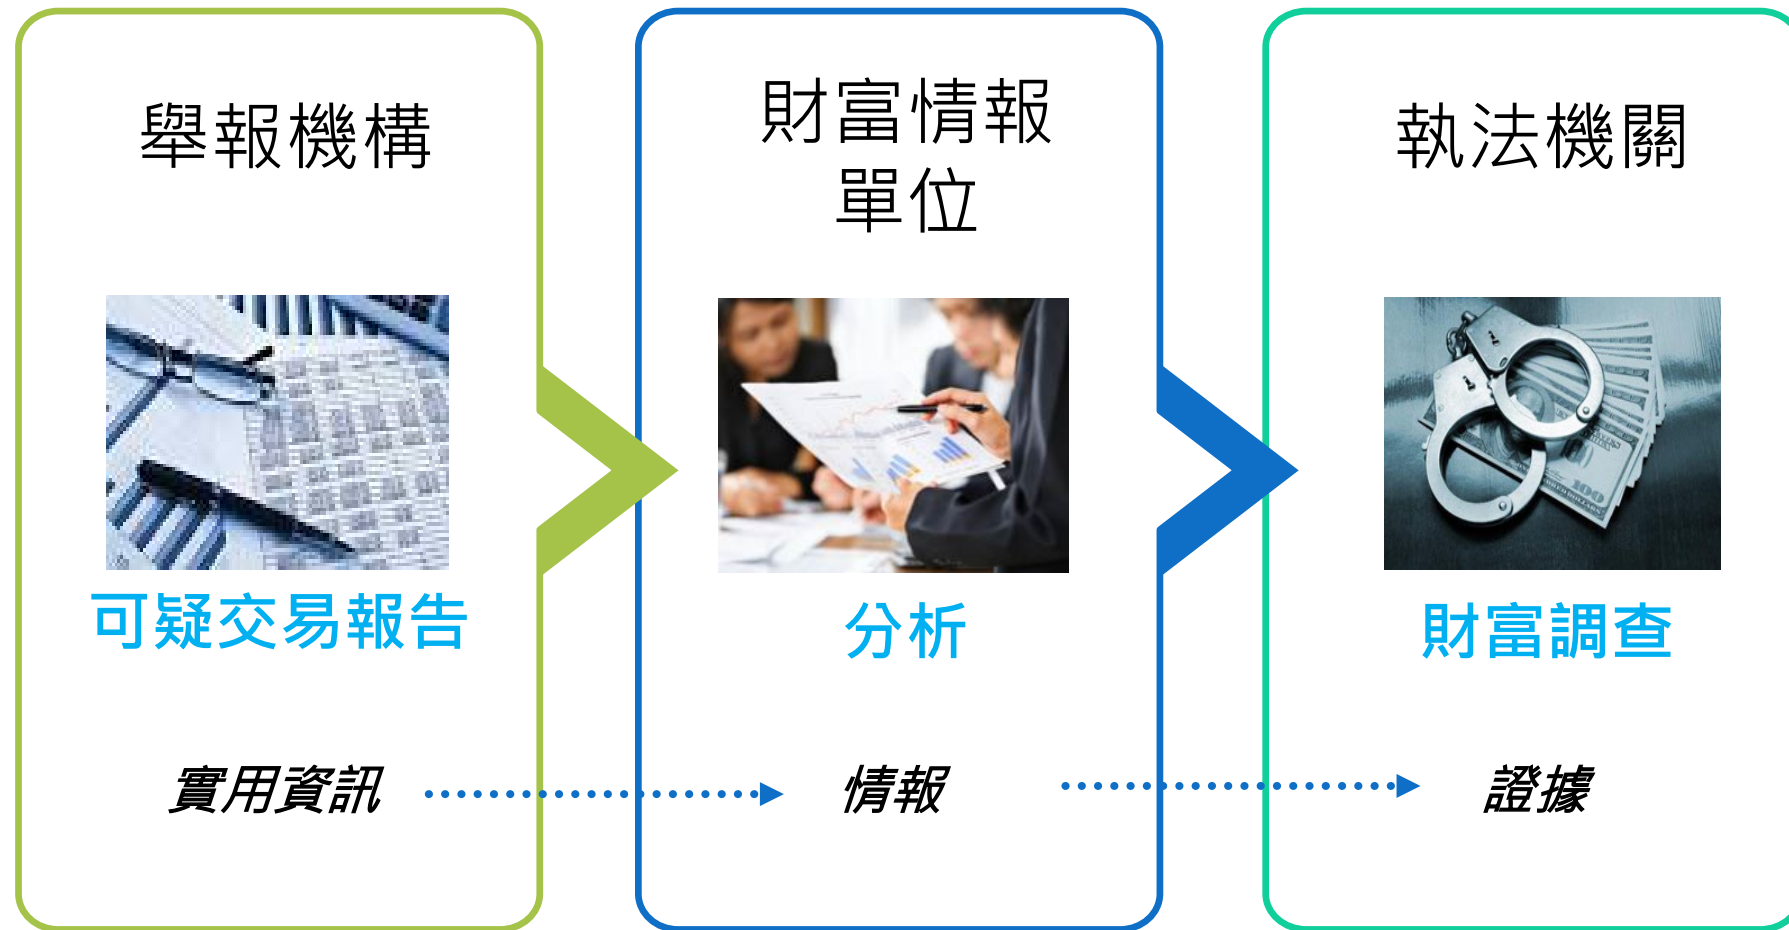 舉報機構
可疑交易報告
實用資訊
財富情報
單位
分析
情報
執法機關
100
財富調查
證據